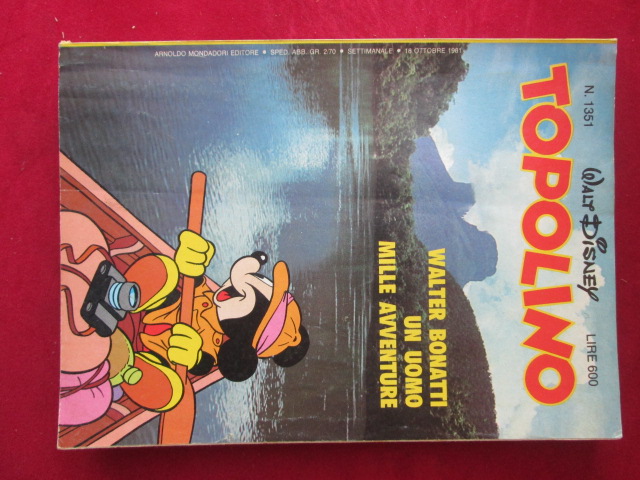 ARNOLDO MONDADORI EDITORE • SPED. ABB. GR. 2/70 • SETTIMANALE • 18 OTTOBRE 1981
N. 1351
WALT DISNEY
LIRE 600
TOPOLINO
WALTER BONATTI
UN UOMO
MILLE AVVENTURE